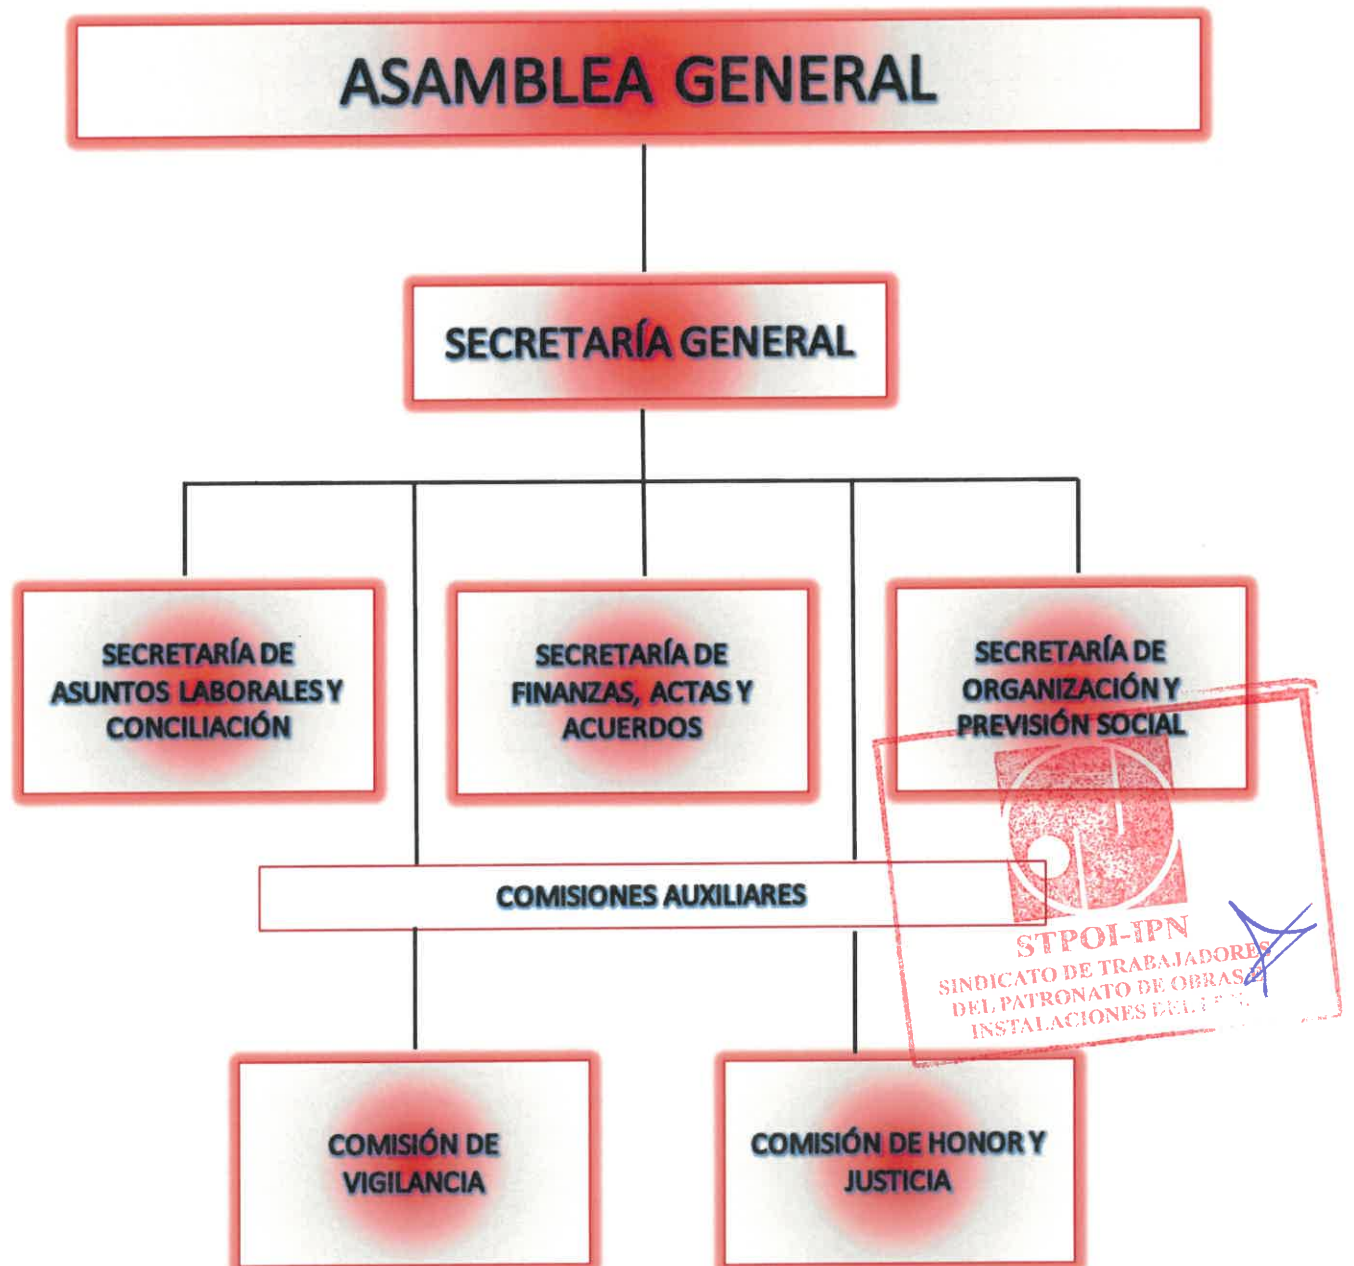 ASAMBLEA GENERAL
SECRETARÍA GENERAL
SECRETARÍA DE
ASUNTOS LABORALES Y
CONCILIACIÓN
SECRETARÍA DE
FINANZAS, ACTAS Y
ACUERDOS
SECRETARÍA DE
ORGANIZACIÓN Y
PREVISIÓN SOCIAL
COMISIONES AUXILIARES
STPOI-IPN
SINDICATO DE TRABAJADORES
DEL PATRONATO DE OBRAS E
INSTALACIONES DEL
COMISIÓN DE
VIGILANCIA
COMISIÓN DE HONOR Y
JUSTICIA